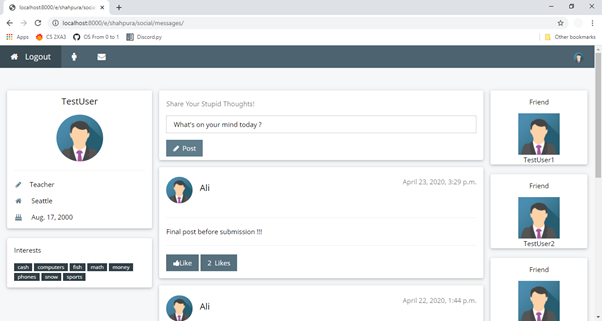 localhost:8000/e/shahpura/socia
localhost:8000/e/shahpura/social/messages/
Apps CS 2XA3 OS From 0 to 1 Discord.py Other bookmarks
Logout
TestUser
Teacher
Seattle
Aug. 17, 2000
Interests
cash computers fish math money
phones snow sports
Share Your Stupid Thoughts!
What's on your mind today ?
Post
Ali April 23, 2020, 3:29 p.m.
Final post before submission !!!
Like 2 Likes
Ali April 22, 2020, 1:44 p.m.
Friend
TestUser1
Friend
TestUser2
Friend